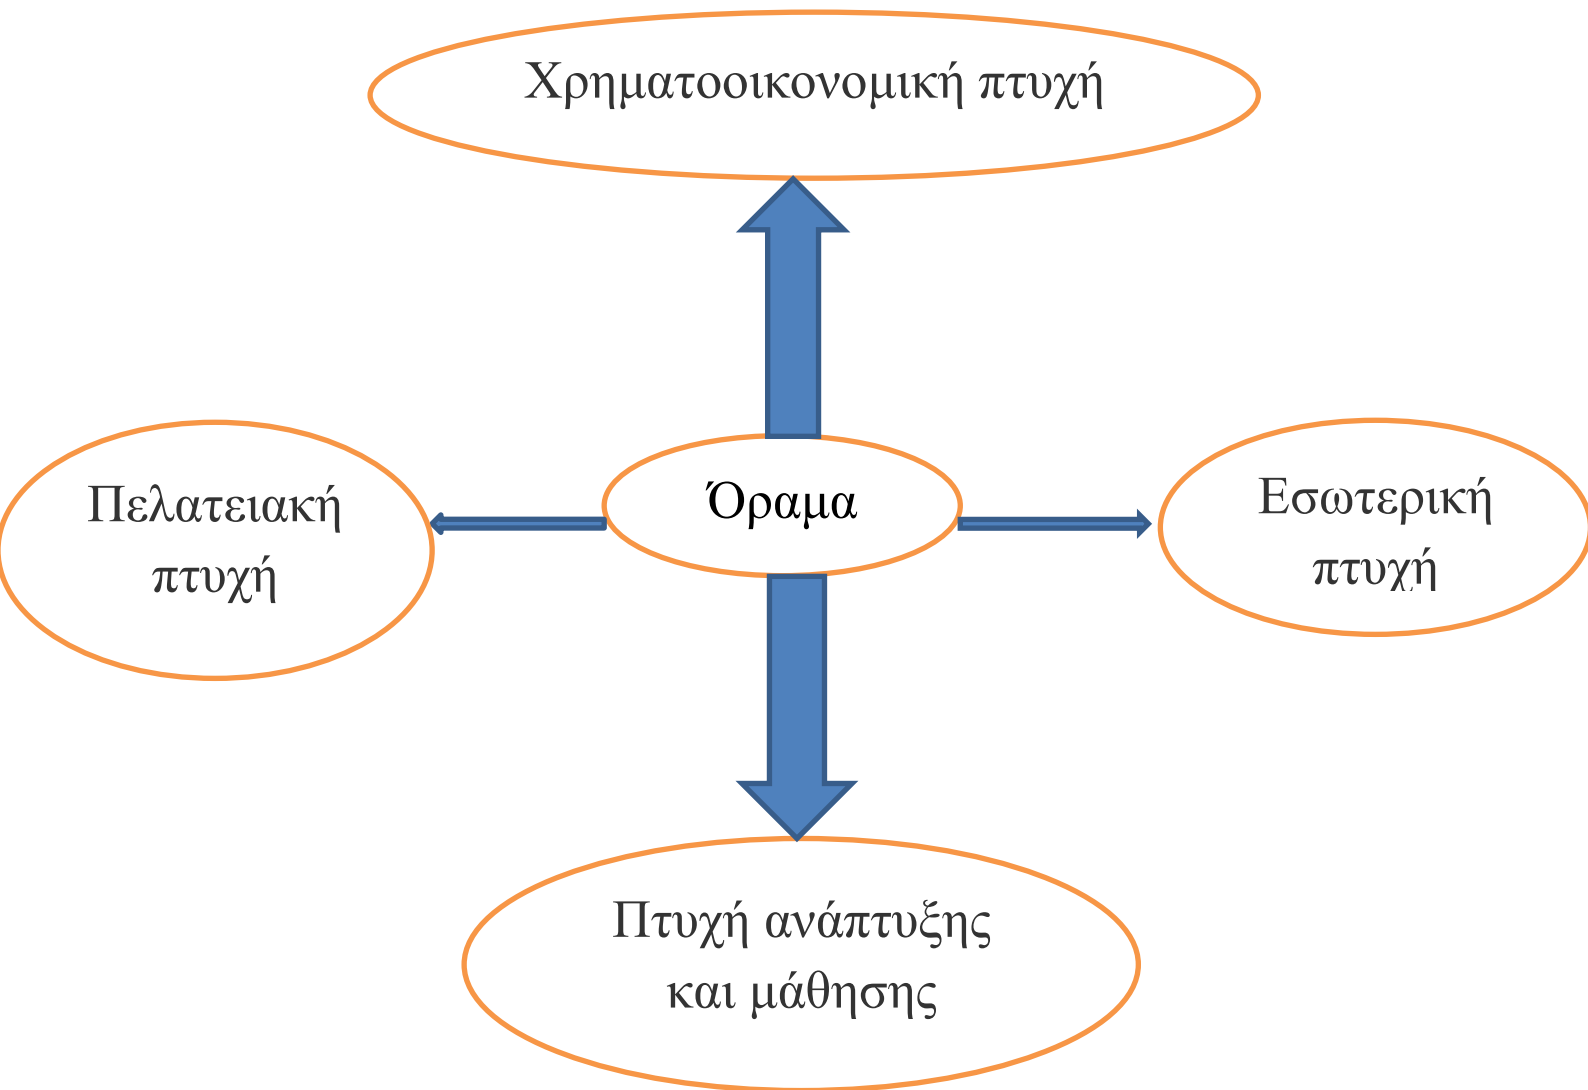 Χρηματοοικονομική πτυχή
Πελατειακή
πτυχή
Όραμα
Εσωτερική
πτυχή
Πτυχή ανάπτυξης
και μάθησης